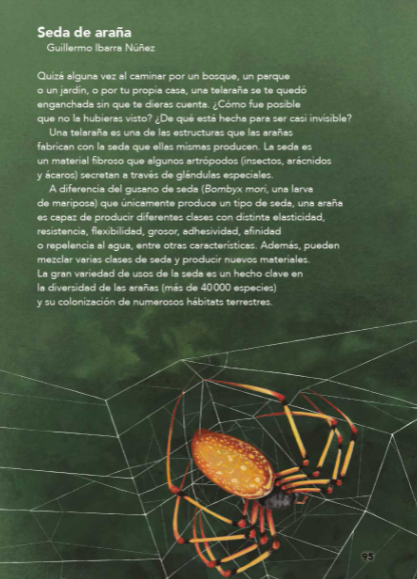 Seda de araña
Guillermo Ibarra Núñez
Quizá alguna vez al caminar por un bosque, un parque
o un jardín, o por tu propia casa, una telaraña se te quedó
enganchada sin que te dieras cuenta. ¿Cómo fue posible
que no la hubieras visto? ¿De qué está hecha para ser casi invisible?
Una telaraña es una de las estructuras que las arañas
fabrican con la seda que ellas mismas producen. La seda es
un material fibroso que algunos artrópodos (insectos, arácnidos
y ácaros) secretan a través de glándulas especiales.
A diferencia del gusano de seda (Bombyx mori, una larva
de mariposa) que únicamente produce un tipo de seda, una araña
es capaz de producir diferentes clases con distinta elasticidad,
resistencia, flexibilidad, grosor, adhesividad, afinidad
o repelencia al agua, entre otras características. Además, pueden
mezclar varias clases de seda y producir nuevos materiales.
La gran variedad de usos de la seda es un hecho clave en
la diversidad de las arañas (más de 40 000 especies)
y su colonización de numerosos hábitats terrestres.
95